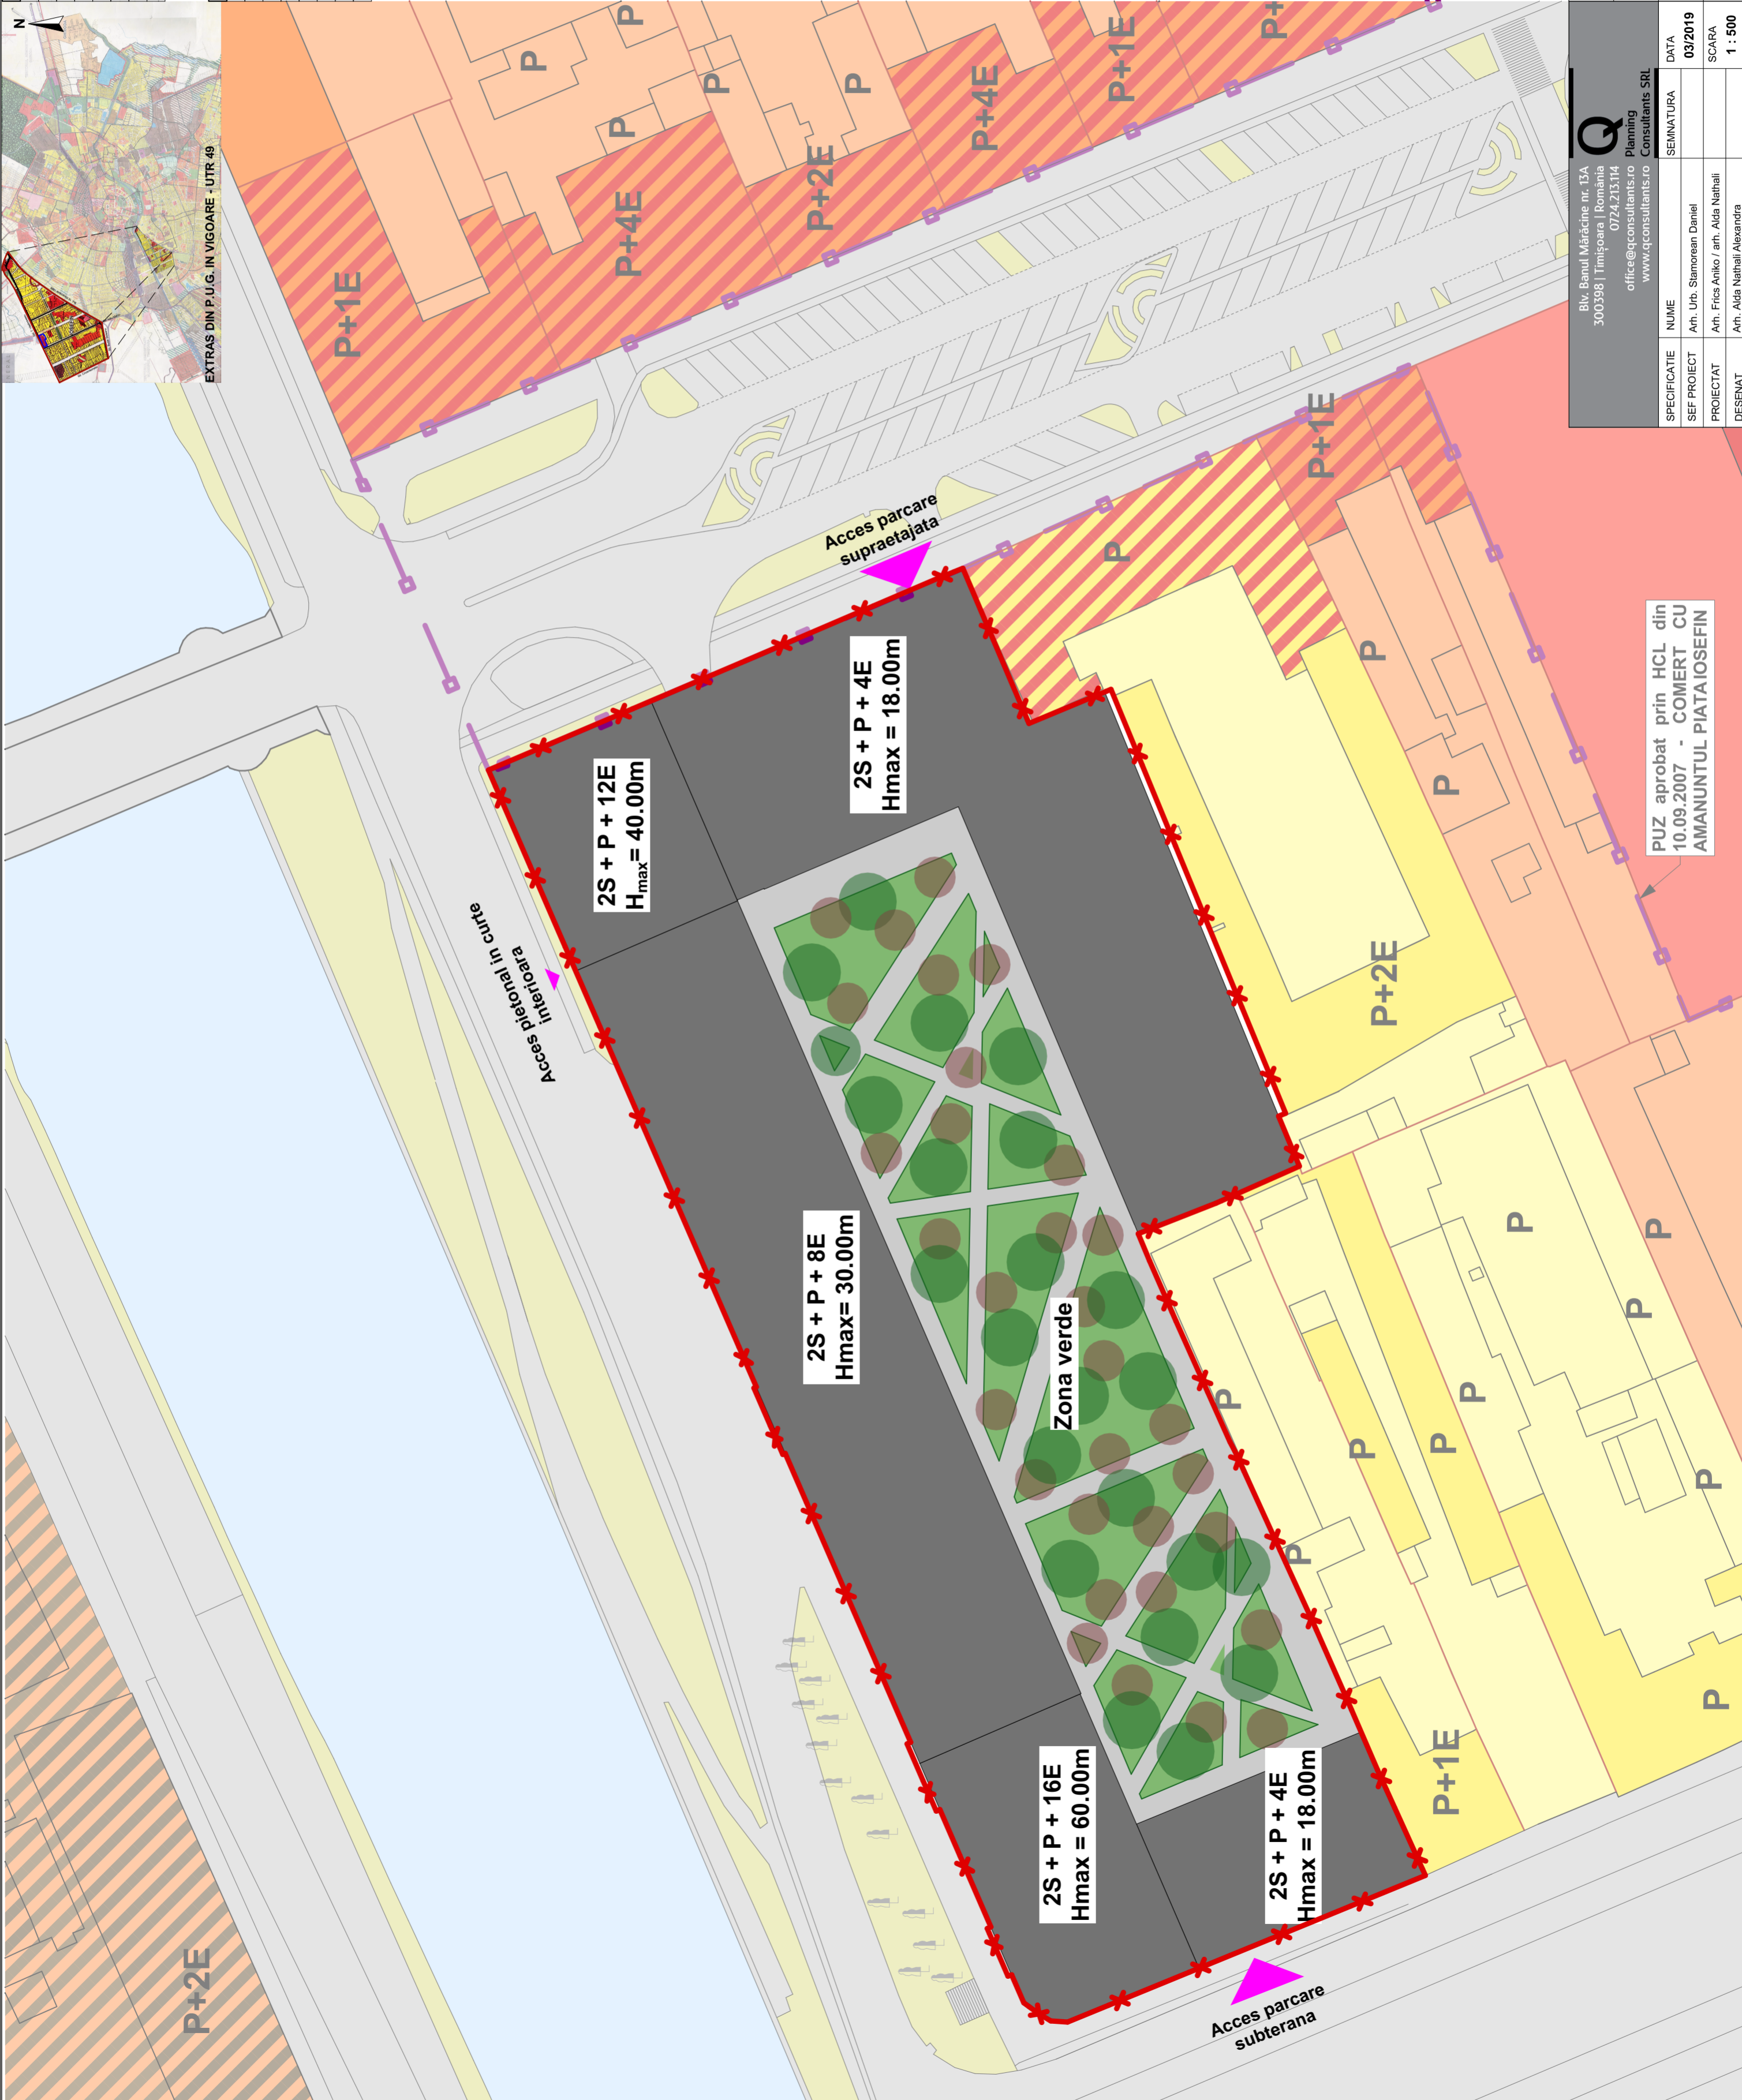 N
EXTRAS DIN P.U.G. IN VIGOARE - UTR 49
P+1E
P+4E
P+2E
P+4E
P+1E
P+
P
P
P
P
P
Acces parcare
supraetajata
Acces pietonal in curte
interioara
2S + P + 12E
Hmax= 40.00m
2S + P + 4E
Hmax = 18.00m
2S + P + 8E
Hmax= 30.00m
Zona verde
2S + P + 16E
Hmax = 60.00m
2S + P + 4E
Hmax = 18.00m
Acces parcare
subterana
P+1E
P
P
P
P+2E
P
P
P
P
P
P
P
P
P
P
P+1E
P+2E
PUZ aprobat prin HCL din
10.09.2007 - COMERT CU
AMANUNTUL PIATAIOSEFIN
Q
Planning
Consultants SRL
Blv. Banul Mărăcine nr. 13A
300398 | Timișoara | România
0724.213.114
office@qconsultants.ro
www.qconsultants.ro
SPECIFICATIE NUME SEMNATURA DATA
SEF PROIECT Arh. Urb. Stamorean Daniel 03/2019
PROIECTAT Arh. Frics Aniko / arh. Alda Nathali SCARA
DESENAT Arh. Alda Nathali Alexandra 1 : 500